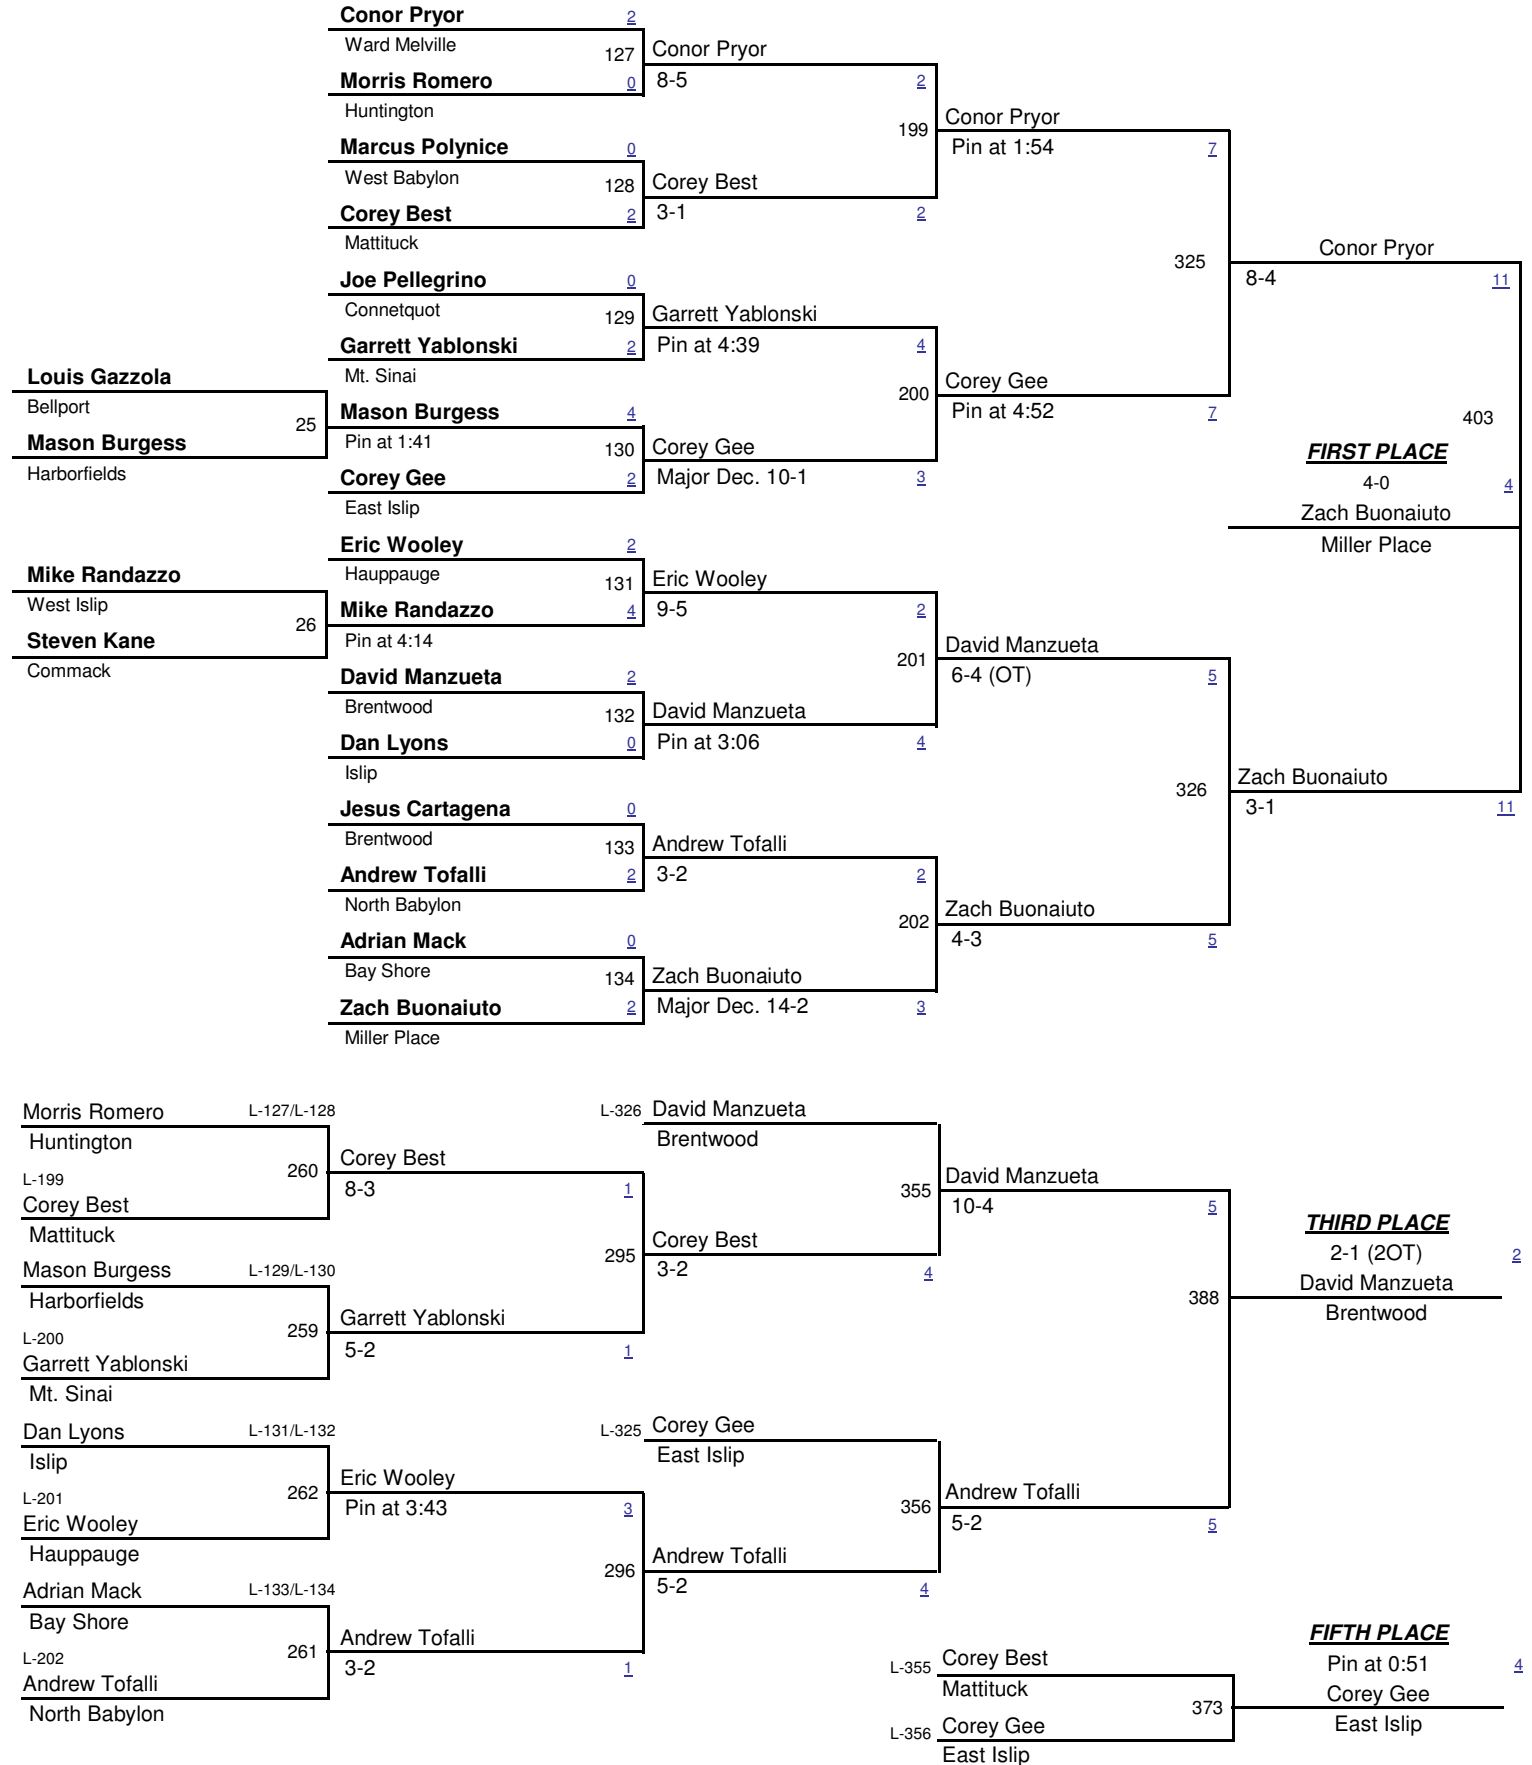 Conor Pryor 2
Ward Melville
127 Conor Pryor
Morris Romero 0 8-5 2
Huntington
199 Conor Pryor
Marcus Polynice 0 Pin at 1:54 7
West Babylon
128 Corey Best
Corey Best 2 3-1 2
Mattituck
325 Conor Pryor
Joe Pellegrino 0 8-4 11
Connetquot
129 Garrett Yablonski
Garrett Yablonski 2 Pin at 4:39 4
Mt. Sinai
Louis Gazzola
Bellport
25
Mason Burgess
Harborfields
200 Corey Gee
Mason Burgess 4 Pin at 4:52 7
Pin at 1:41
130 Corey Gee
Corey Gee 2 Major Dec. 10-1 3
East Islip
403
FIRST PLACE
4-0 4
Zach Buonaiuto
Miller Place
Eric Wooley 2
Hauppauge
Mike Randazzo
West Islip
26
Steven Kane
Commack
131 Eric Wooley
Mike Randazzo 4 9-5 2
Pin at 4:14
201 David Manzueta
David Manzueta 2 6-4 (OT) 5
Brentwood
132 David Manzueta
Dan Lyons 0 Pin at 3:06 4
Islip
326 Zach Buonaiuto
Jesus Cartagena 0 3-1 11
Brentwood
133 Andrew Tofalli
Andrew Tofalli 2 3-2 2
North Babylon
202 Zach Buonaiuto
Adrian Mack 0 4-3 5
Bay Shore
134 Zach Buonaiuto
Zach Buonaiuto 2 Major Dec. 14-2 3
Miller Place
Morris Romero L-127/L-128
Huntington
260 Corey Best
L-199 8-3 1
Corey Best
Mattituck
Mason Burgess L-129/L-130
Harborfields
259 Garrett Yablonski
L-200 5-2 1
Garrett Yablonski
Mt. Sinai
L-326 David Manzueta
Brentwood
295 Corey Best
3-2 4
355 David Manzueta
10-4 5
388
THIRD PLACE
2-1 (2OT) 2
David Manzueta
Brentwood
Dan Lyons L-131/L-132
Islip
262 Eric Wooley
L-201 Pin at 3:43 3
Eric Wooley
Hauppauge
Adrian Mack L-133/L-134
Bay Shore
261 Andrew Tofalli
L-202 3-2 1
Andrew Tofalli
North Babylon
L-325 Corey Gee
East Islip
296 Andrew Tofalli
5-2 4
356 Andrew Tofalli
5-2 5
L-355 Corey Best
Mattituck
373
L-356 Corey Gee
East Islip
FIFTH PLACE
Pin at 0:51 4
Corey Gee
East Islip